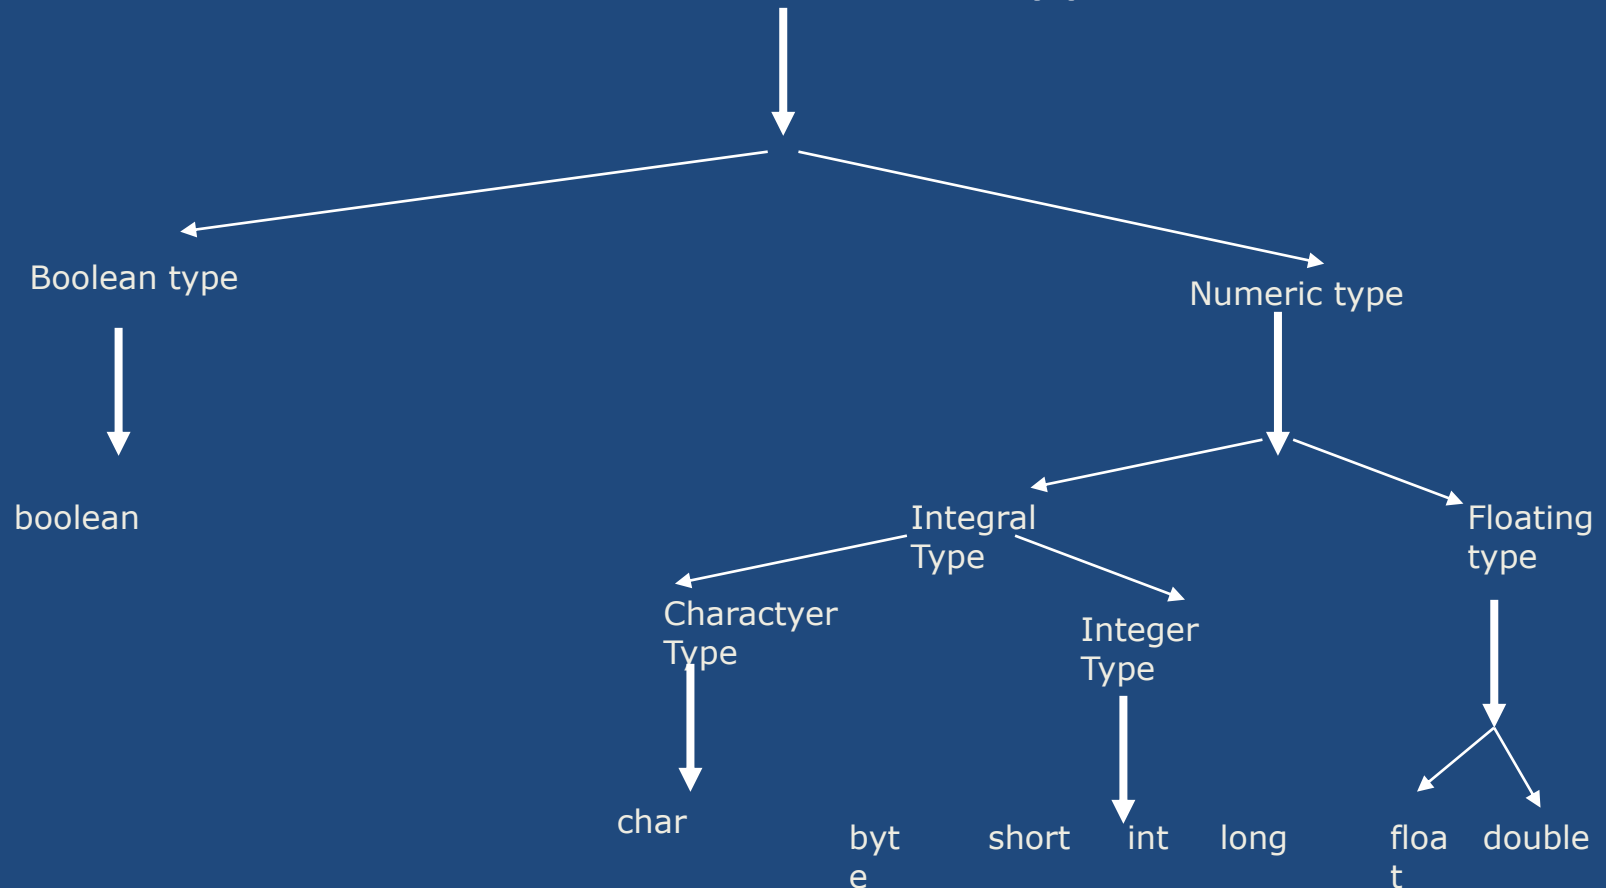 Boolean type
Numeric type
boolean
Integral
Type
Floating
type
Charactyer
Type
Integer
Type
char
byt
e
short
int
long
floa
t
double